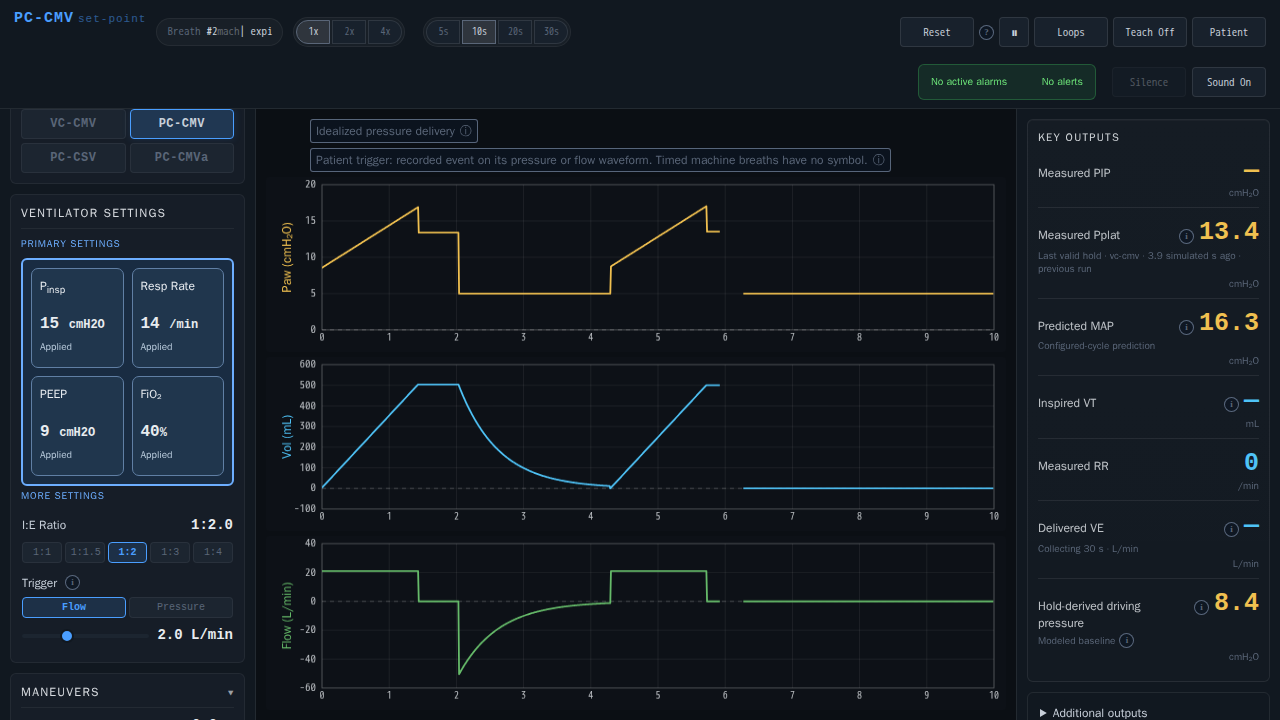 PC-CMV set-point
Breath #2mach| expi
1x 2x 4x
5s 10s 20s 30s
Reset ? Loops Teach Off Patient
No active alarms No alerts
Silence Sound On
VC-CMV PC-CMV
PC-CSV PC-CMVa
VENTILATOR SETTINGS
PRIMARY SETTINGS
Pinsp
15 cmH2O
Applied
Resp Rate
14 /min
Applied
PEEP
9 cmH2O
Applied
FiO₂
40%
Applied
MORE SETTINGS
I:E Ratio 1:2.0
1:1 1:1.5 1:2 1:3 1:4
Trigger i
Flow Pressure
2.0 L/min
MANEUVERS ▾
Idealized pressure delivery ⓘ
Patient trigger: recorded event on its pressure or flow waveform. Timed machine breaths have no symbol. ⓘ
Paw (cmH₂O)
20
15
10
5
0
0 1 2 3 4 5 6 7 8 9 10
Vol (mL)
600
500
400
300
200
100
0
-100
0 1 2 3 4 5 6 7 8 9 10
Flow (L/min)
40
20
0
-20
-40
-60
0 1 2 3 4 5 6 7 8 9 10
KEY OUTPUTS
Measured PIP —
cmH₂O
Measured Pplat i 13.4
Last valid hold · vc-cmv · 3.9 simulated s ago ·
previous run
cmH₂O
Predicted MAP i 16.3
Configured-cycle prediction
cmH₂O
Inspired VT i —
mL
Measured RR 0
/min
Delivered VE i —
Collecting 30 s · L/min
L/min
Hold-derived driving
pressure i 8.4
Modeled baseline i
cmH₂O
▶ Additional outputs